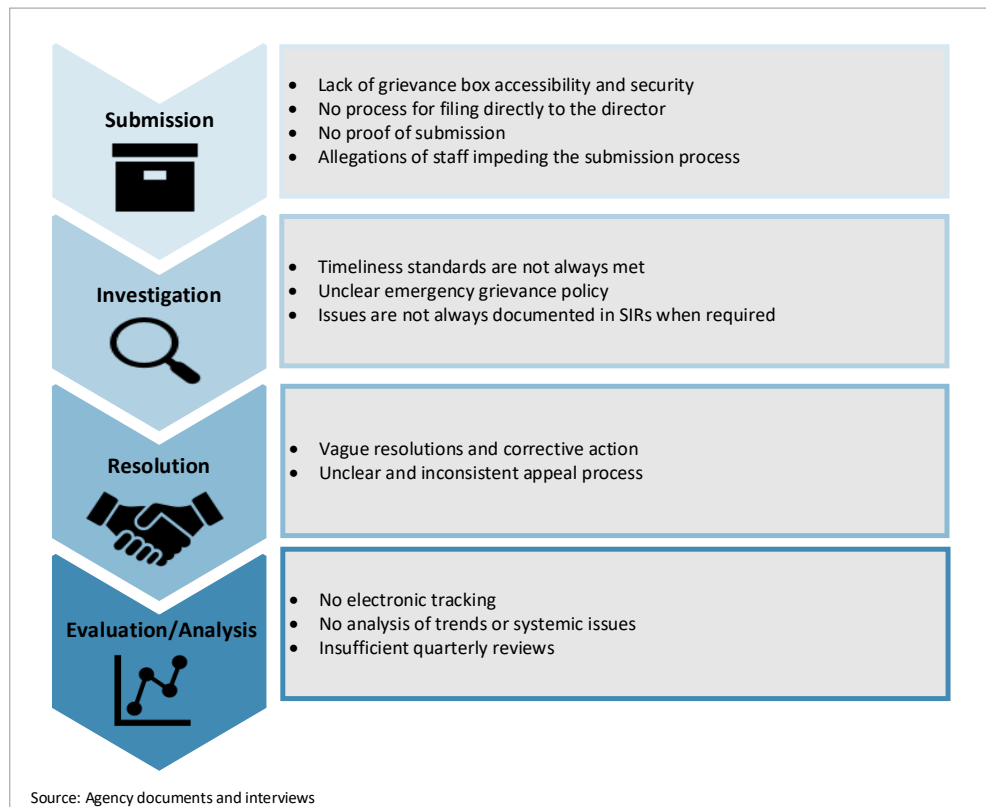 Submission
• Lack of grievance box accessibility and security
• No process for filing directly to the director
• No proof of submission
• Allegations of staff impeding the submission process
Investigation
• Timeliness standards are not always met
• Unclear emergency grievance policy
• Issues are not always documented in SIRs when required
Resolution
• Vague resolutions and corrective action
• Unclear and inconsistent appeal process
Evaluation/Analysis
• No electronic tracking
• No analysis of trends or systemic issues
• Insufficient quarterly reviews
Source: Agency documents and interviews